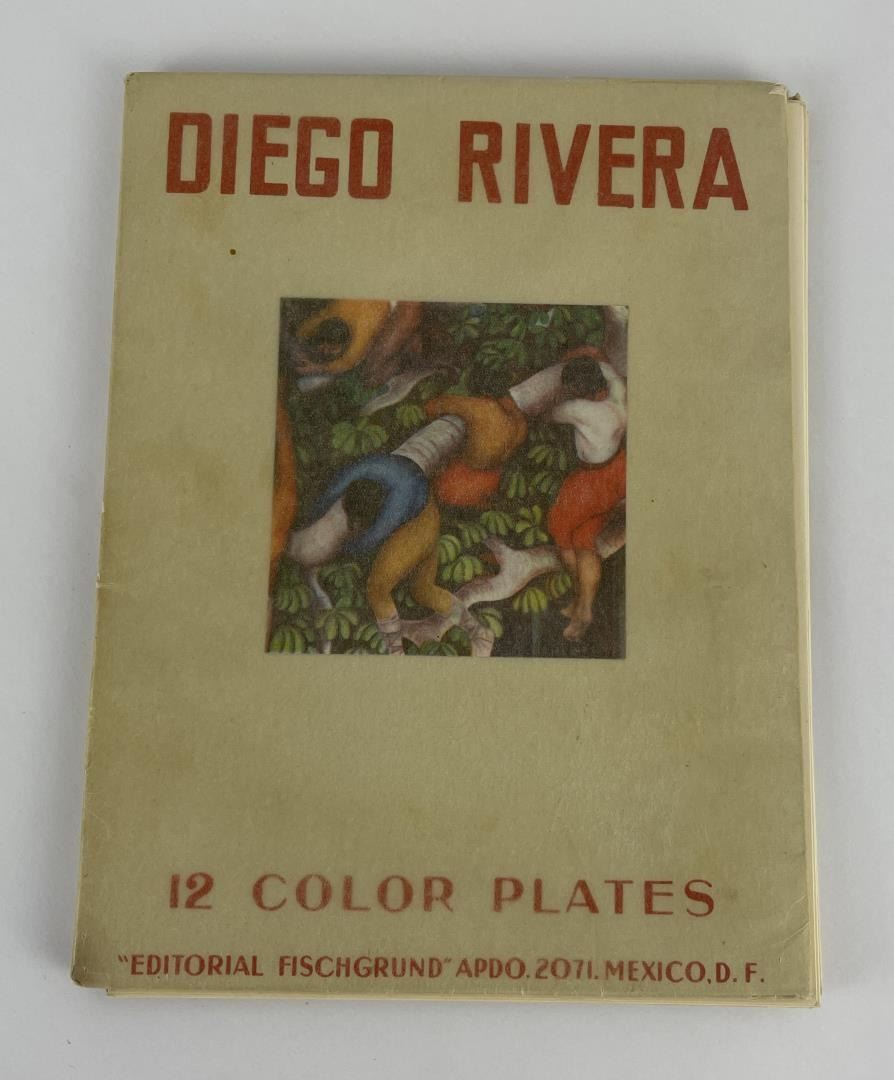 DIEGO RIVERA
12 COLOR PLATES
"EDITORIAL FISCHGRUND" APDO. 2071. MEXICO, D. F.